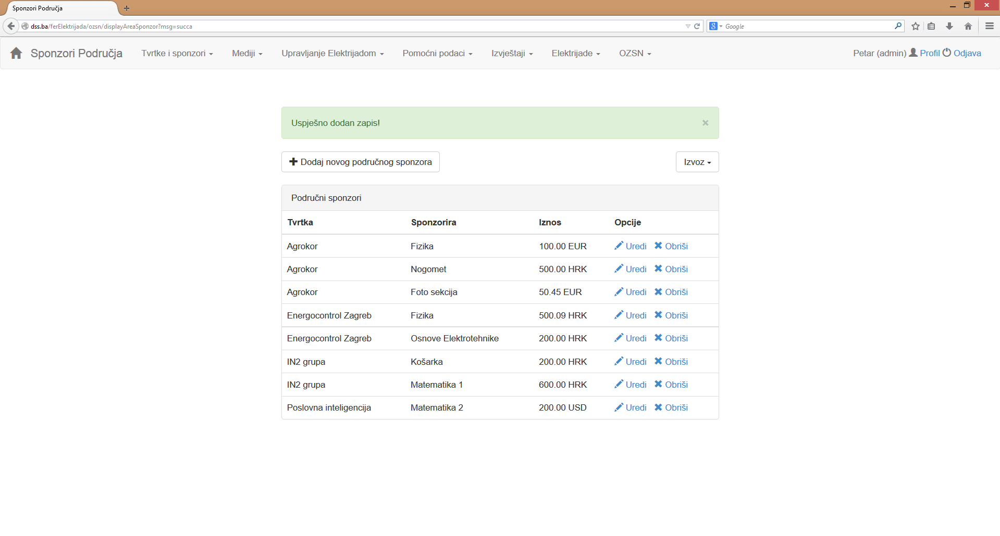 Sponzori Područja
dss.ba/ferElektrijada/ozsn/displayAreaSponzor?msg=succa
Google
Sponzori Područja Tvrtke i sponzori Mediji Upravljanje Elektrijadom Pomoćni podaci Izvještaji Elektrijade OZSN Petar (admin) Profil Odjava
Uspješno dodan zapis!
Dodaj novog područnog sponzora Izvoz
Područni sponzori
Tvrtka Sponzorira Iznos Opcije
Agrokor Fizika 100.00 EUR Uredi Obriši
Agrokor Nogomet 500.00 HRK Uredi Obriši
Agrokor Foto sekcija 50.45 EUR Uredi Obriši
Energocontrol Zagreb Fizika 500.09 HRK Uredi Obriši
Energocontrol Zagreb Osnove Elektrotehnike 200.00 HRK Uredi Obriši
IN2 grupa Košarka 200.00 HRK Uredi Obriši
IN2 grupa Matematika 1 600.00 HRK Uredi Obriši
Poslovna inteligencija Matematika 2 200.00 USD Uredi Obriši